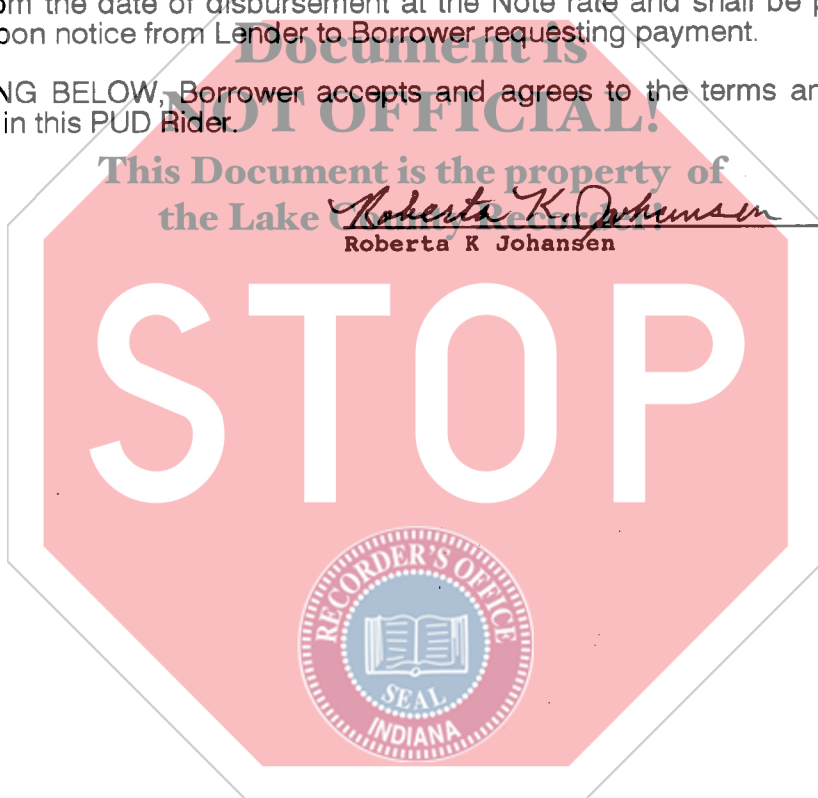 om the date of disbursement at the Note rate and shall be p
pon notice from Lender to Borrower requesting payment.
Document is
NG BELOW, Borrower accepts and agrees to the terms an
NOT OFFICIAL!
in this PUD Rider.
This Document is the property of
the Lake County Recorder!
Roberta K. Johansen
Roberta K Johansen
STOP
RECORDER'S OFFICE
SEAL
INDIANA